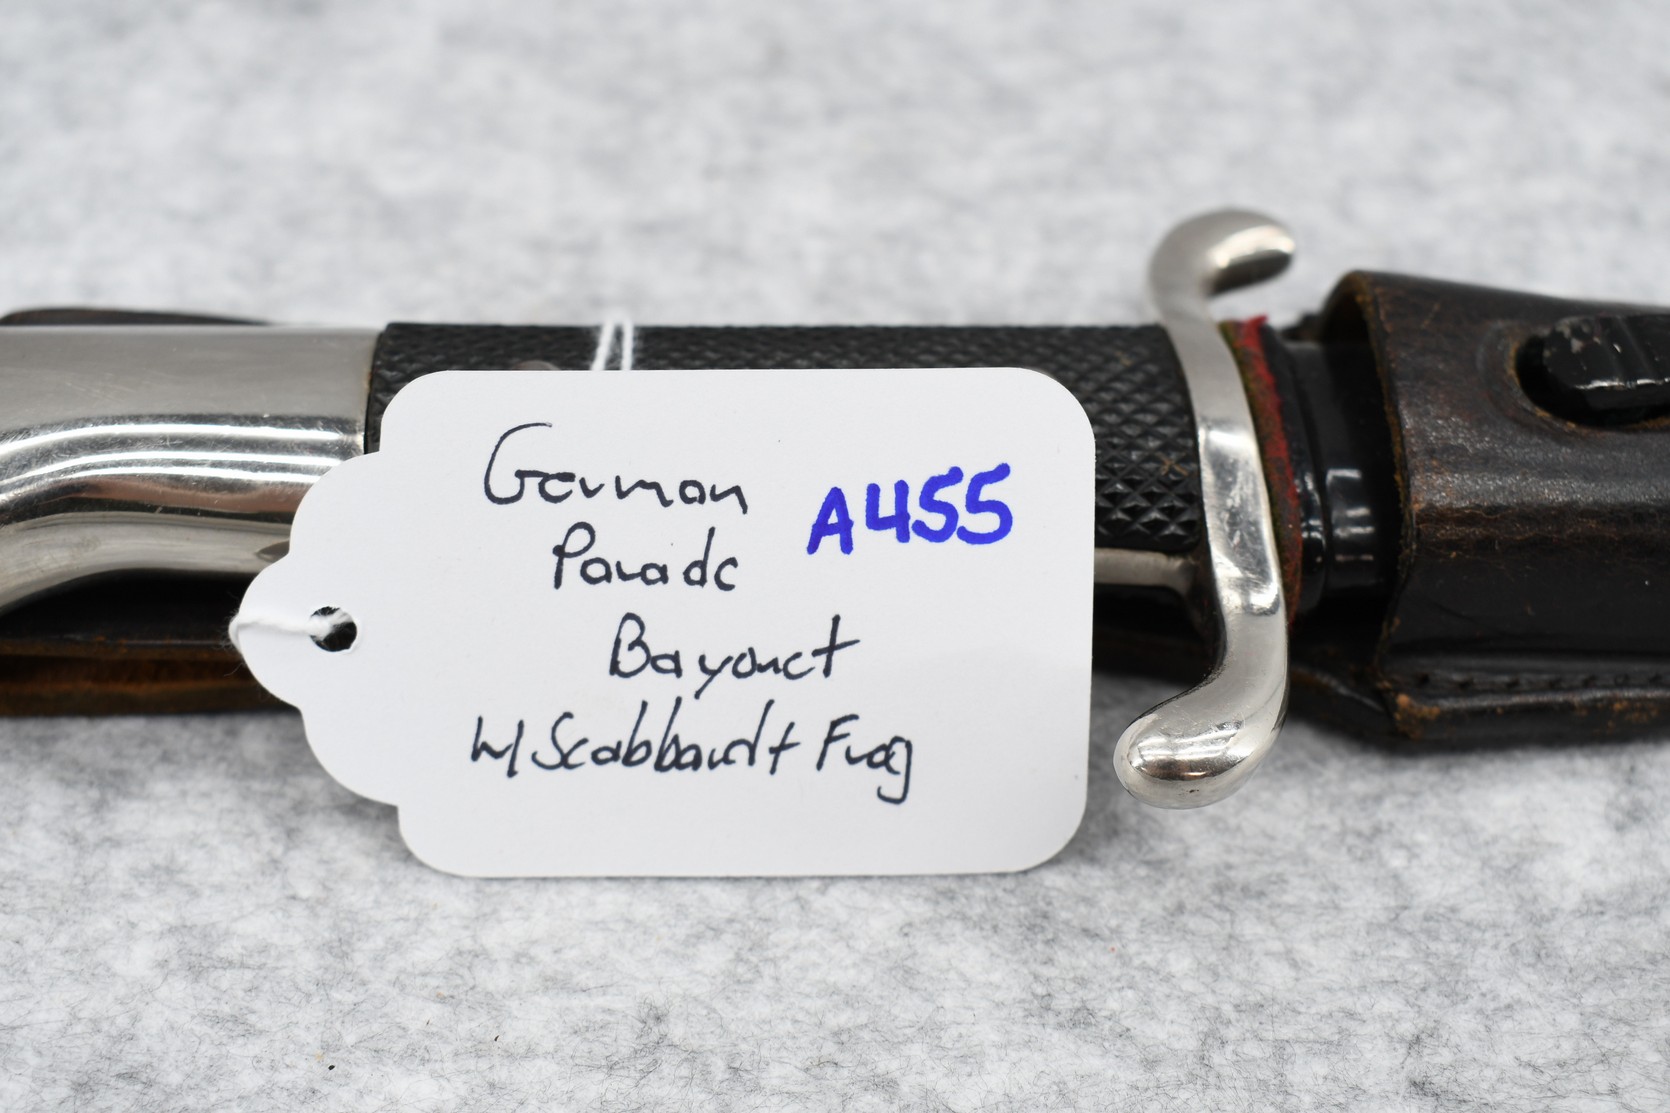 German
A455
Parade
Bayonet
w/ Scabbard + Frog